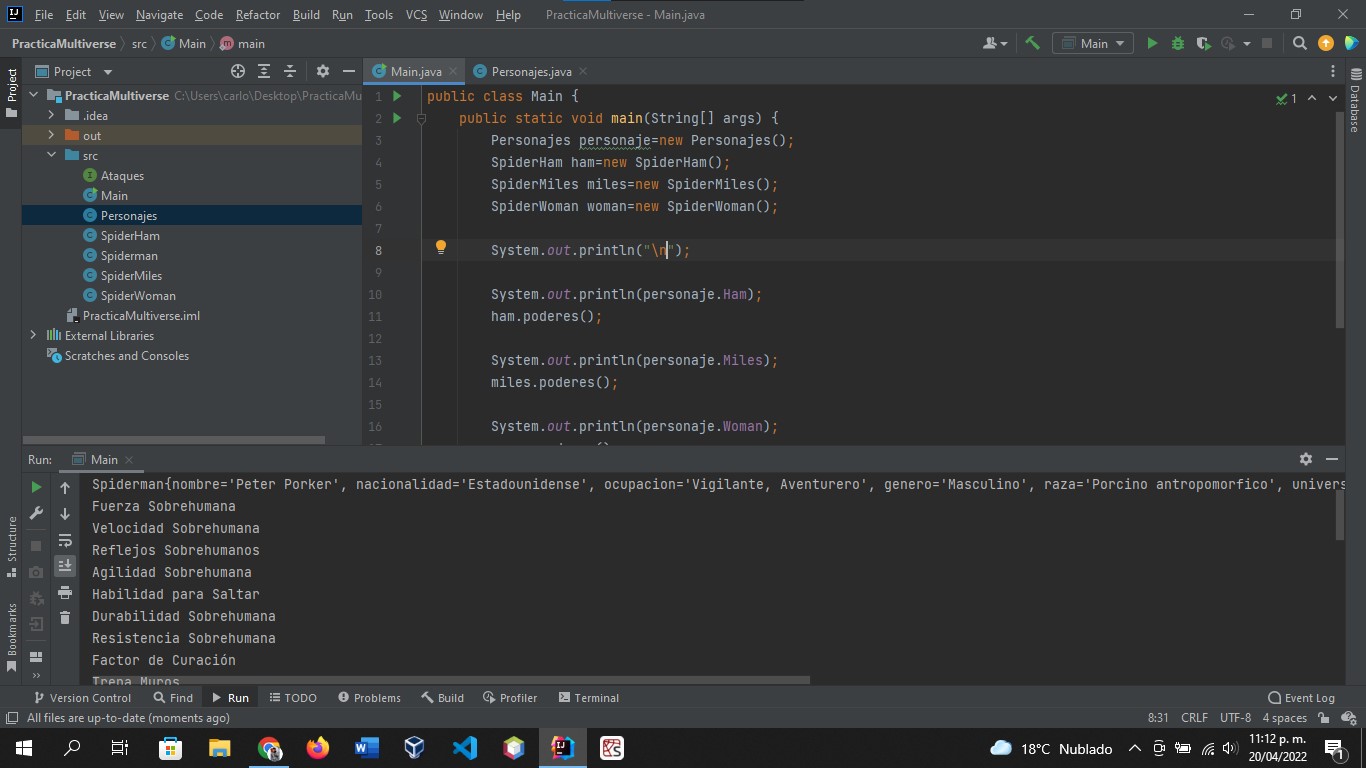 File Edit View Navigate Code Refactor Build Run Tools VCS Window Help PracticaMultiverse - Main.java
PracticaMultiverse src Main main Main
Project Main.java Personajes.java
Project
Database
PracticaMultiverse C:\Users\carlo\Desktop\PracticaMu
.idea
out
src
Ataques
Main
Personajes
SpiderHam
Spiderman
SpiderMiles
SpiderWoman
PracticaMultiverse.iml
External Libraries
Scratches and Consoles
1 public class Main { 1
2 public static void main(String[] args) {
3 Personajes personaje=new Personajes();
4 SpiderHam ham=new SpiderHam();
5 SpiderMiles miles=new SpiderMiles();
6 SpiderWoman woman=new SpiderWoman();
7
8 System.out.println("\n");
9
10 System.out.println(personaje.Ham);
11 ham.poderes();
12
13 System.out.println(personaje.Miles);
14 miles.poderes();
15
16 System.out.println(personaje.Woman);
Run: Main
Spiderman{nombre='Peter Porker', nacionalidad='Estadounidense', ocupacion='Vigilante, Aventurero', genero='Masculino', raza='Porcino antropomorfico', univers
Fuerza Sobrehumana
Velocidad Sobrehumana
Reflejos Sobrehumanos
Agilidad Sobrehumana
Habilidad para Saltar
Durabilidad Sobrehumana
Resistencia Sobrehumana
Factor de Curación
Trepa Muros
Structure
Bookmarks
Version Control Find Run TODO Problems Build Profiler Terminal Event Log
All files are up-to-date (moments ago) 8:31 CRLF UTF-8 4 spaces
18°C Nublado 11:12 p. m.
20/04/2022
1